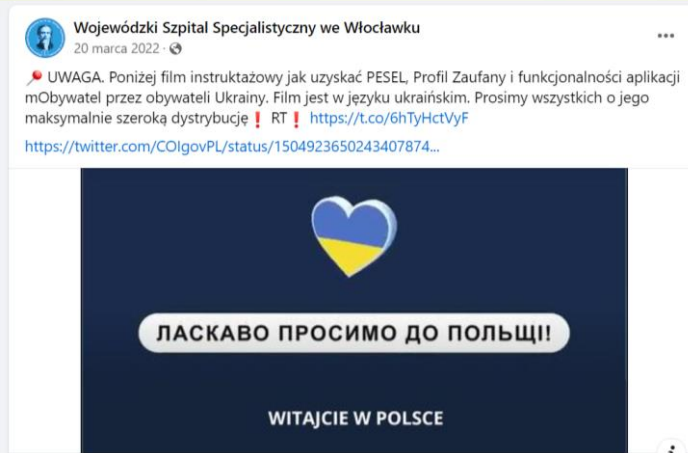 Wojewódzki Szpital Specjalistyczny we Włocławku
20 marca 2022 ·
UWAGA. Poniżej film instruktażowy jak uzyskać PESEL, Profil Zaufany i funkcjonalności aplikacji
mObywatel przez obywateli Ukrainy. Film jest w języku ukraińskim. Prosimy wszystkich o jego
maksymalnie szeroką dystrybucję❗ RT❗ https://t.co/6hTyHctVyF
https://twitter.com/COIgovPL/status/1504923650243407874...
ЛАСКАВО ПРОСИМО ДО ПОЛЬЩІ!
WITAJCIE W POLSCE